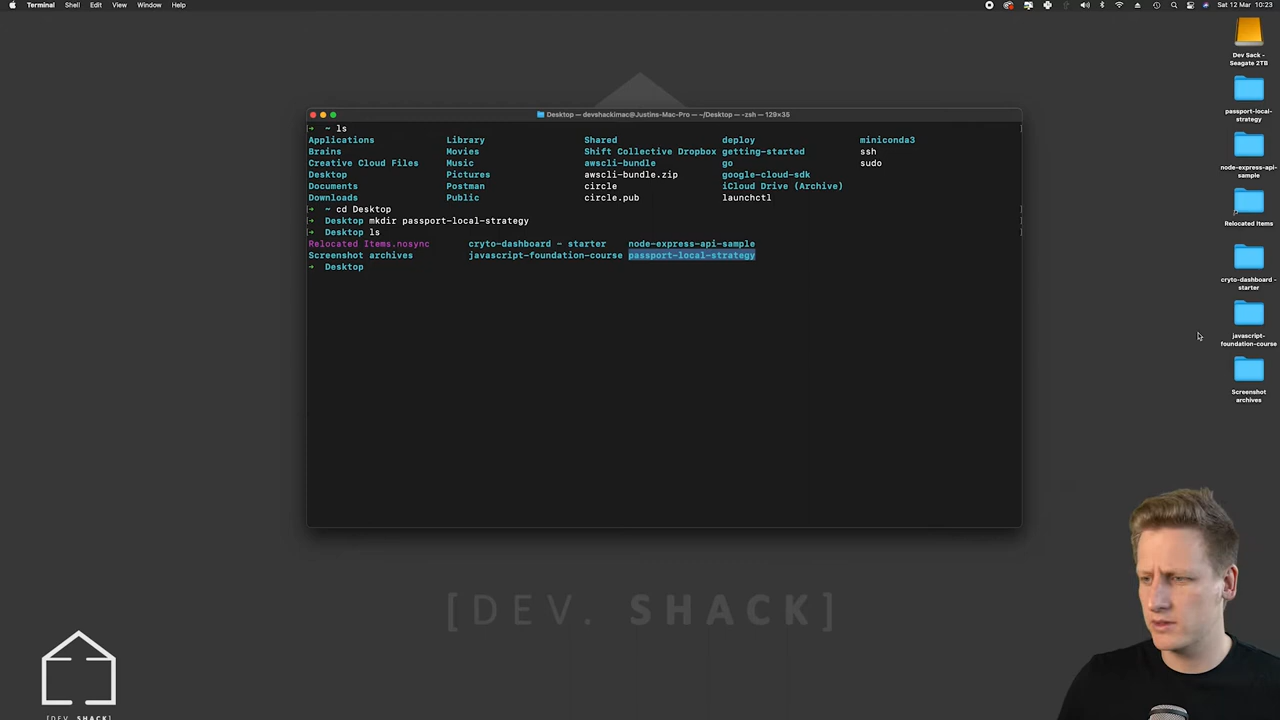 Terminal Shell Edit View Window Help
Sat 12 Mar 10:23
Desktop — devshackimac@Justins-Mac-Pro — ~/Desktop — -zsh — 129×35
~ ls
Applications Library Shared deploy miniconda3
Brains Movies Shift Collective Dropbox getting-started ssh
Creative Cloud Files Music awscli-bundle go sudo
Desktop Pictures awscli-bundle.zip google-cloud-sdk
Documents Postman circle iCloud Drive (Archive)
Downloads Public circle.pub launchctl
~ cd Desktop
Desktop mkdir passport-local-strategy
Desktop ls
Relocated Items.nosync cryto-dashboard - starter node-express-api-sample
Screenshot archives javascript-foundation-course passport-local-strategy
Desktop
Dev Sack -
Seagate 2TB
passport-local-
strategy
node-express-api-
sample
Relocated Items
cryto-dashboard -
starter
javascript-
foundation-course
Screenshot
archives
[DEV. SHACK]
[DEV. SHACK]